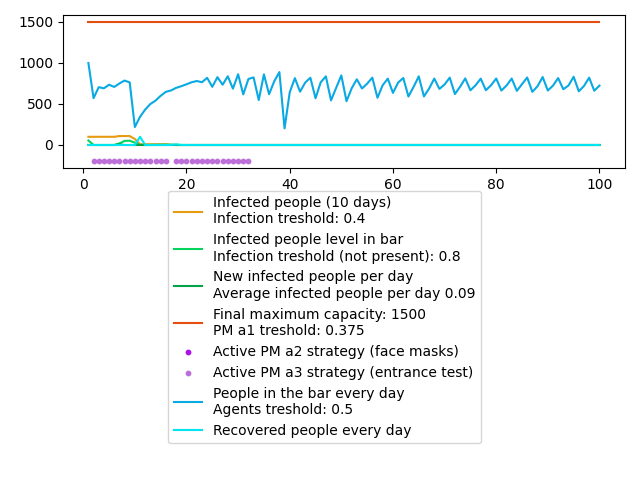 1500
1000
500
0
0 20 40 60 80 100
Infected people (10 days)
Infection treshold: 0.4
Infected people level in bar
Infection treshold (not present): 0.8
New infected people per day
Average infected people per day 0.09
Final maximum capacity: 1500
PM a1 treshold: 0.375
Active PM a2 strategy (face masks)
Active PM a3 strategy (entrance test)
People in the bar every day
Agents treshold: 0.5
Recovered people every day